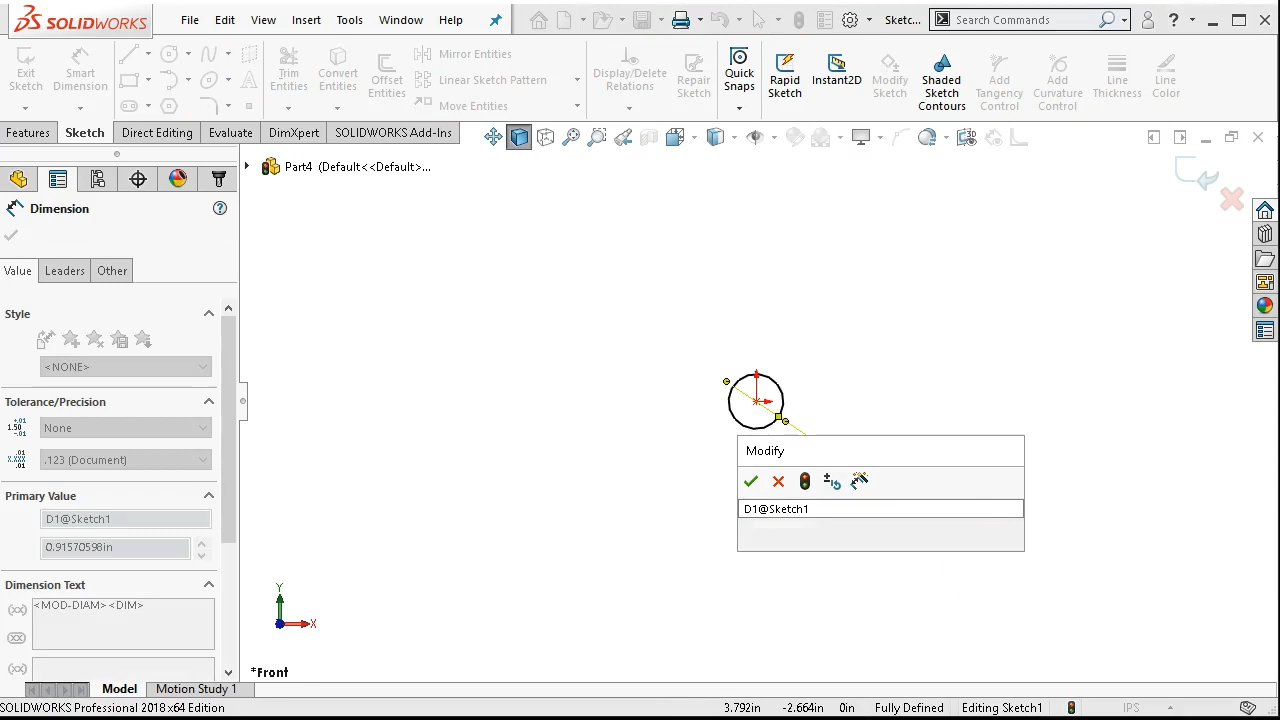 SOLIDWORKS
File Edit View Insert Tools Window Help
Sketc...
Search Commands
Exit Sketch
Smart Dimension
Trim Entities
Convert Entities
Offset Entities
Mirror Entities
Linear Sketch Pattern
Move Entities
Display/Delete Relations
Repair Sketch
Quick Snaps
Rapid Sketch
Instant2D
Modify Sketch
Shaded Sketch Contours
Add Tangency Control
Add Curvature Control
Line Thickness
Line Color
Features Sketch Direct Editing Evaluate DimXpert SOLIDWORKS Add-Ins
Part4 (Default<<Default>...
Dimension
Value Leaders Other
Style
<NONE>
Tolerance/Precision
None
.123 (Document)
Primary Value
D1@Sketch1
0.91570598in
Dimension Text
<MOD-DIAM><DIM>
Modify
D1@Sketch1
Y
X
*Front
Model Motion Study 1
SOLIDWORKS Professional 2018 x64 Edition
3.792in -2.664in 0in Fully Defined Editing Sketch1 IPS